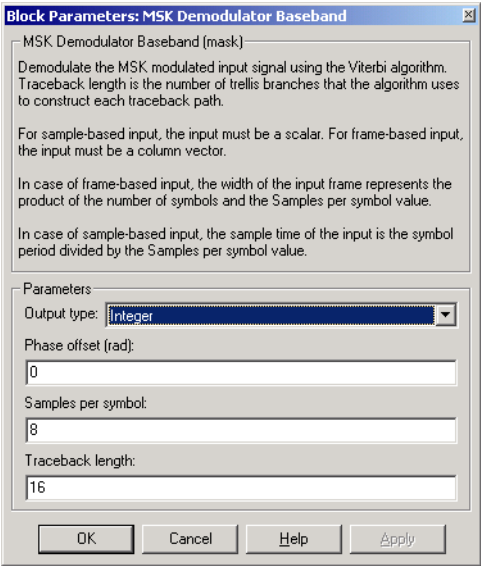 Block Parameters: MSK Demodulator Baseband
MSK Demodulator Baseband (mask)
Demodulate the MSK modulated input signal using the Viterbi algorithm.
Traceback length is the number of trellis branches that the algorithm uses
to construct each traceback path.
For sample-based input, the input must be a scalar. For frame-based input,
the input must be a column vector.
In case of frame-based input, the width of the input frame represents the
product of the number of symbols and the Samples per symbol value.
In case of sample-based input, the sample time of the input is the symbol
period divided by the Samples per symbol value.
Parameters
Output type: Integer
Phase offset (rad):
0
Samples per symbol:
8
Traceback length:
16
OK Cancel Help Apply